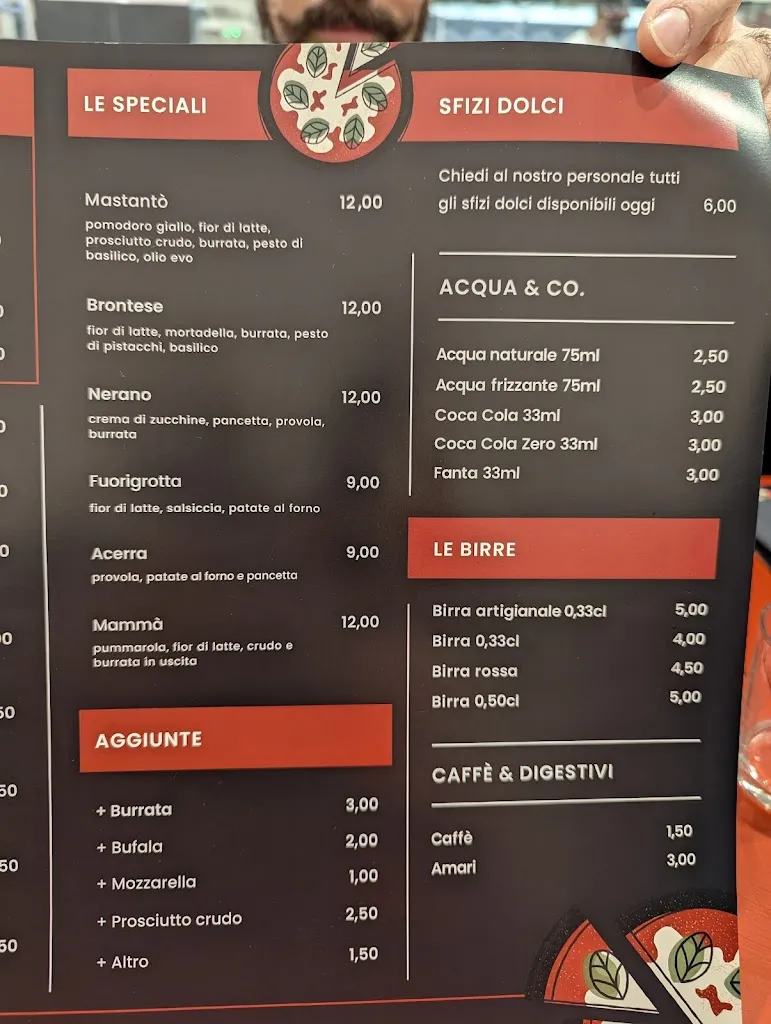 LE SPECIALI
Mastantò 12,00
pomodoro giallo, fior di latte,
prosciutto crudo, burrata, pesto di
basilico, olio evo
Brontese 12,00
fior di latte, mortadella, burrata, pesto
di pistacchi, basilico
Nerano 12,00
crema di zucchine, pancetta, provola,
burrata
Fuorigrotta 9,00
fior di latte, salsiccia, patate al forno
Acerra 9,00
provola, patate al forno e pancetta
Mammà 12,00
pummarola, fior di latte, crudo e
burrata in uscita
AGGIUNTE
+ Burrata 3,00
+ Bufala 2,00
+ Mozzarella 1,00
+ Prosciutto crudo 2,50
+ Altro 1,50
SFIZI DOLCI
Chiedi al nostro personale tutti
gli sfizi dolci disponibili oggi 6,00
ACQUA & CO.
Acqua naturale 75ml 2,50
Acqua frizzante 75ml 2,50
Coca Cola 33ml 3,00
Coca Cola Zero 33ml 3,00
Fanta 33ml 3,00
LE BIRRE
Birra artigianale 0,33cl 5,00
Birra 0,33cl 4,00
Birra rossa 4,50
Birra 0,50cl 5,00
CAFFÈ & DIGESTIVI
Caffè 1,50
Amari 3,00